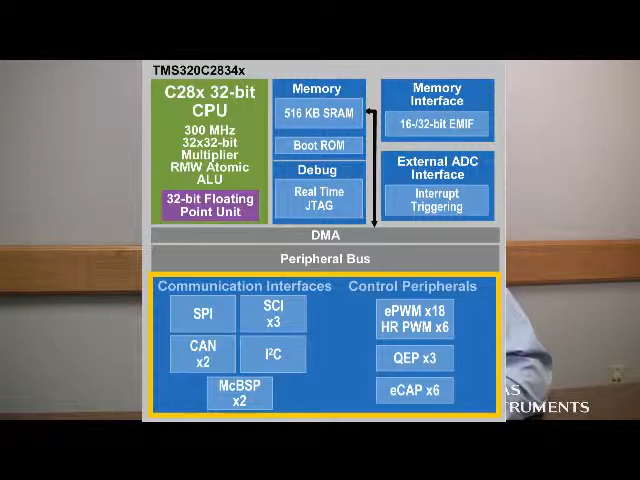 TMS320C2834x
C28x 32-bit
CPU
300 MHz
32x32-bit
Multiplier
RMW Atomic
ALU
32-bit Floating
Point Unit
Memory
516 KB SRAM
Boot ROM
Debug
Real Time
JTAG
Memory
Interface
16-/32-bit EMIF
External ADC
Interface
Interrupt
Triggering
DMA
Peripheral Bus
Communication Interfaces
SPI
SCI
x3
CAN
x2
I²C
McBSP
x2
Control Peripherals
ePWM x18
HR PWM x6
QEP x3
eCAP x6
AS
STRUMENTS